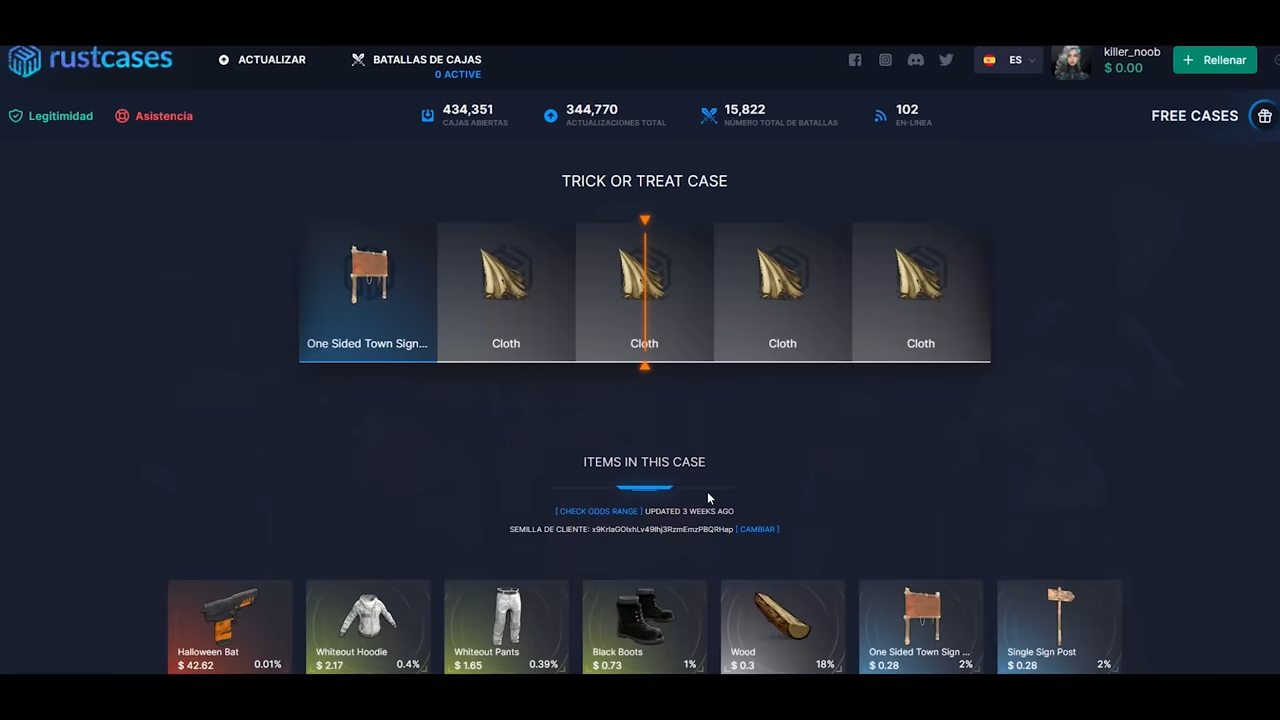 rustcases
ACTUALIZAR
BATALLAS DE CAJAS
0 ACTIVE
ES
killer_noob
$ 0.00
Rellenar
Legitimidad
Asistencia
434,351
CAJAS ABIERTAS
344,770
ACTUALIZACIONES TOTAL
15,822
NÚMERO TOTAL DE BATALLAS
102
EN-LINEA
FREE CASES
TRICK OR TREAT CASE
One Sided Town Sign...
Cloth
Cloth
Cloth
Cloth
ITEMS IN THIS CASE
[ CHECK ODDS RANGE ] UPDATED 3 WEEKS AGO
SEMILLA DE CLIENTE: [ CAMBIAR ]
Halloween Bat
$ 42.62 0.01%
Whiteout Hoodie
$ 2.17 0.4%
Whiteout Pants
$ 1.65 0.39%
Black Boots
$ 0.73 1%
Wood
$ 0.3 18%
One Sided Town Sign ...
$ 0.28 2%
Single Sign Post
$ 0.28 2%